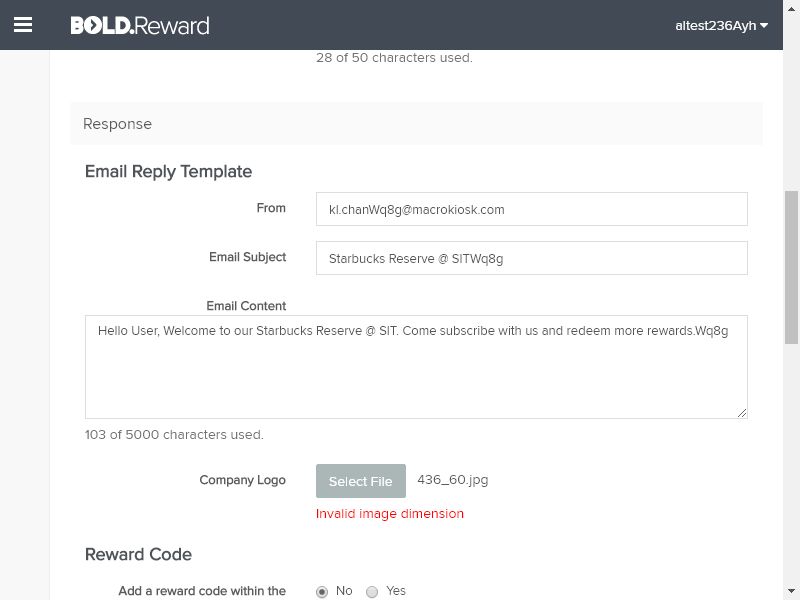 BOLD.Reward
altest236Ayh
28 of 50 characters used.
Response
Email Reply Template
From
kl.chanWq8g@macrokiosk.com
Email Subject
Starbucks Reserve @ SITWq8g
Email Content
Hello User, Welcome to our Starbucks Reserve @ SIT. Come subscribe with us and redeem more rewards.Wq8g
103 of 5000 characters used.
Company Logo
Select File
436_60.jpg
Invalid image dimension
Reward Code
Add a reward code within the
No
Yes